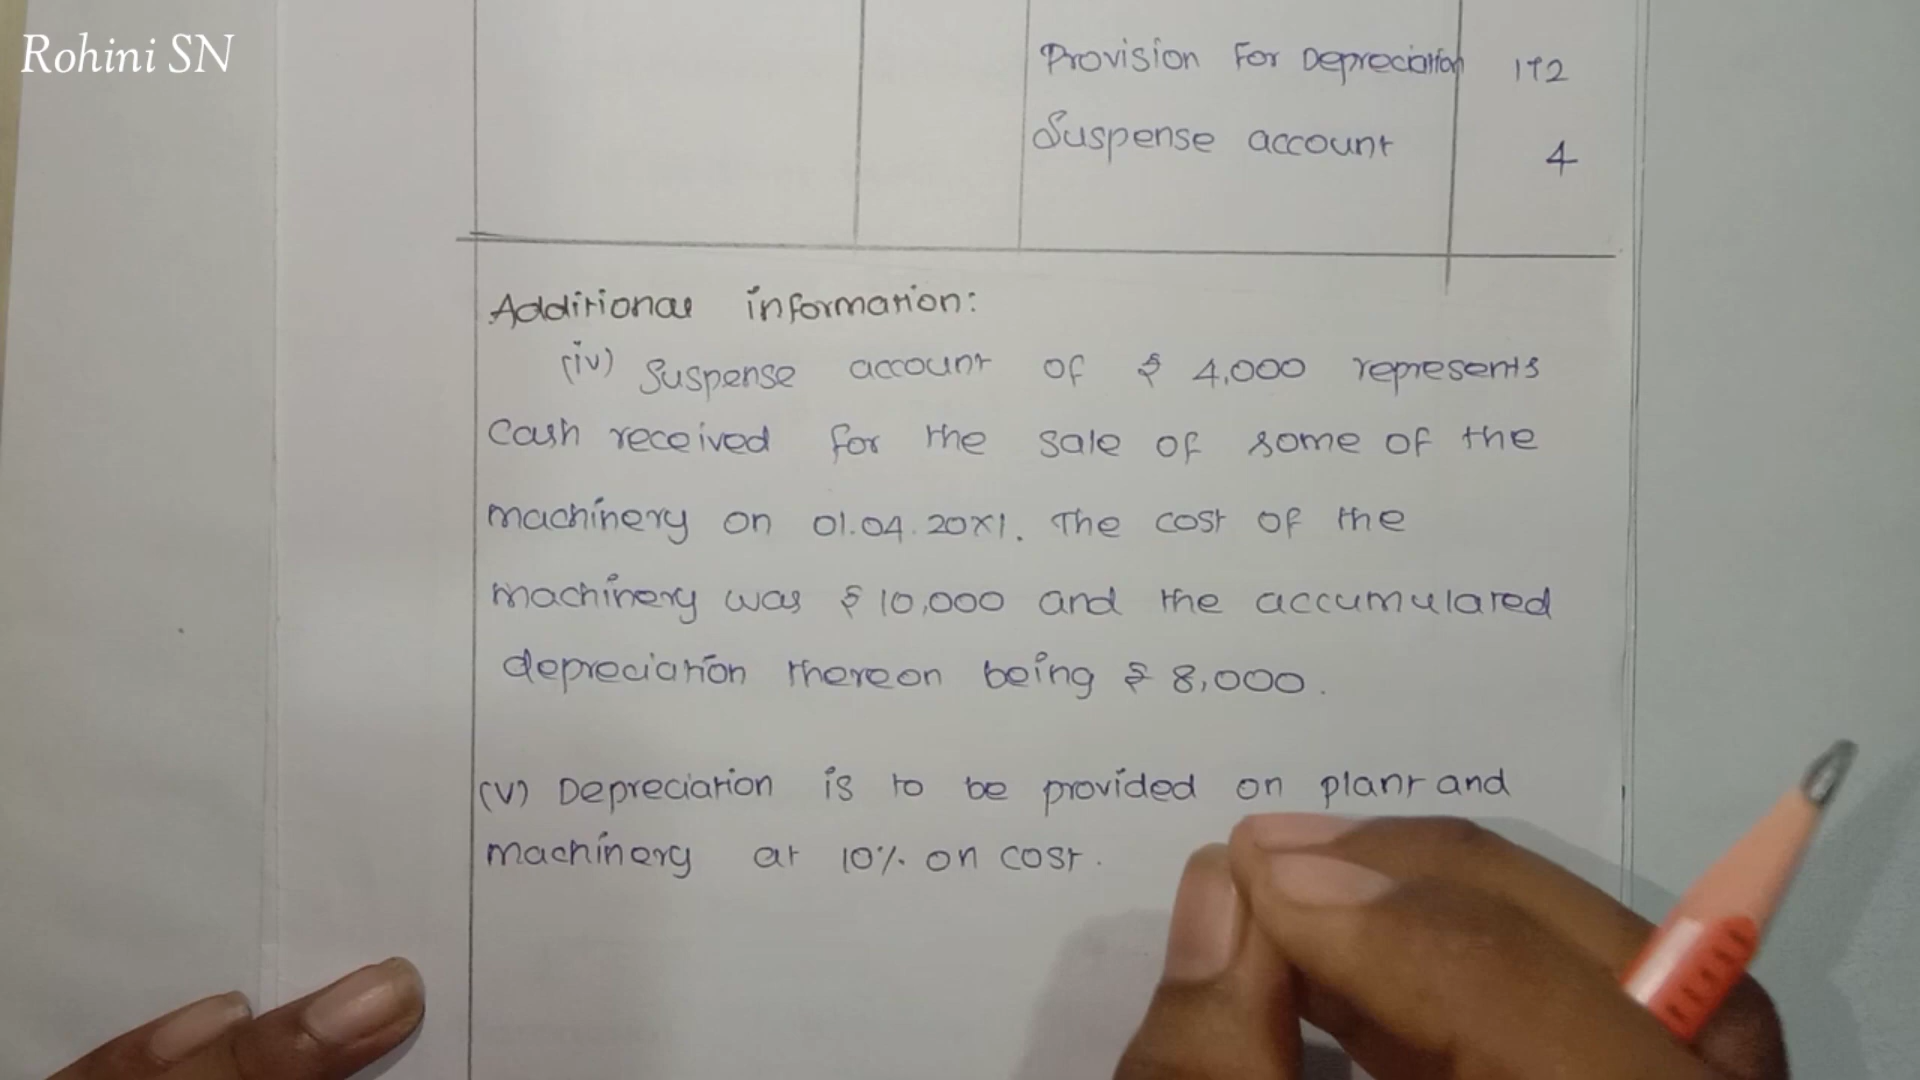 Rohini SN
Provision For Depreciation 172
Suspense account 4
Additional information:
(iv) Suspense account of ₹ 4,000 represents
Cash received for the sale of some of the
machinery on 01.04.20X1. The cost of the
machinery was ₹ 10,000 and the accumulated
depreciation thereon being ₹ 8,000.
(V) Depreciation is to be provided on plant and
machinery at 10% on cost.